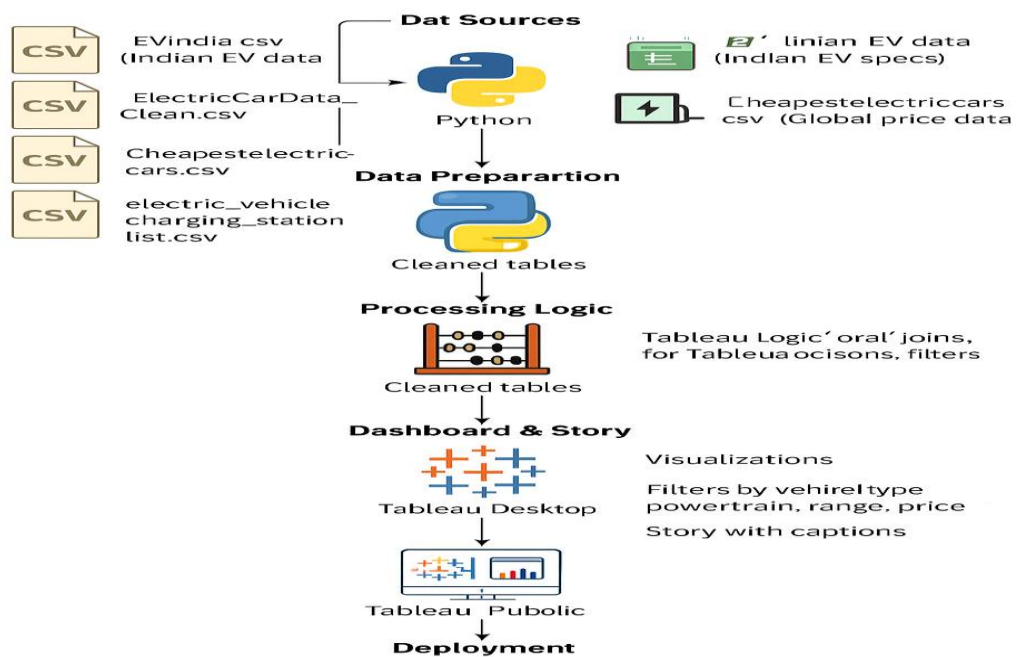 Dat Sources
CSV
EVindia csv
(Indian EV data
CSV
ElectricCarData_
Clean.csv
CSV
Cheapestelectric-
cars.csv
CSV
electric_vehicle
charging_station
list.csv
Python
linian EV data
(Indian EV specs)
Cheapestelectriccars
csv (Global price data
Data Preparartion
Cleaned tables
Processing Logic
Cleaned tables
Tableau Logic´ oral´ joins,
for Tableua ocisons, filters
Dashboard & Story
Tableau Desktop
Visualizations
Filters by vehirel type
powertrain, range, price
Story with captions
Tableau Pubolic
Deployment